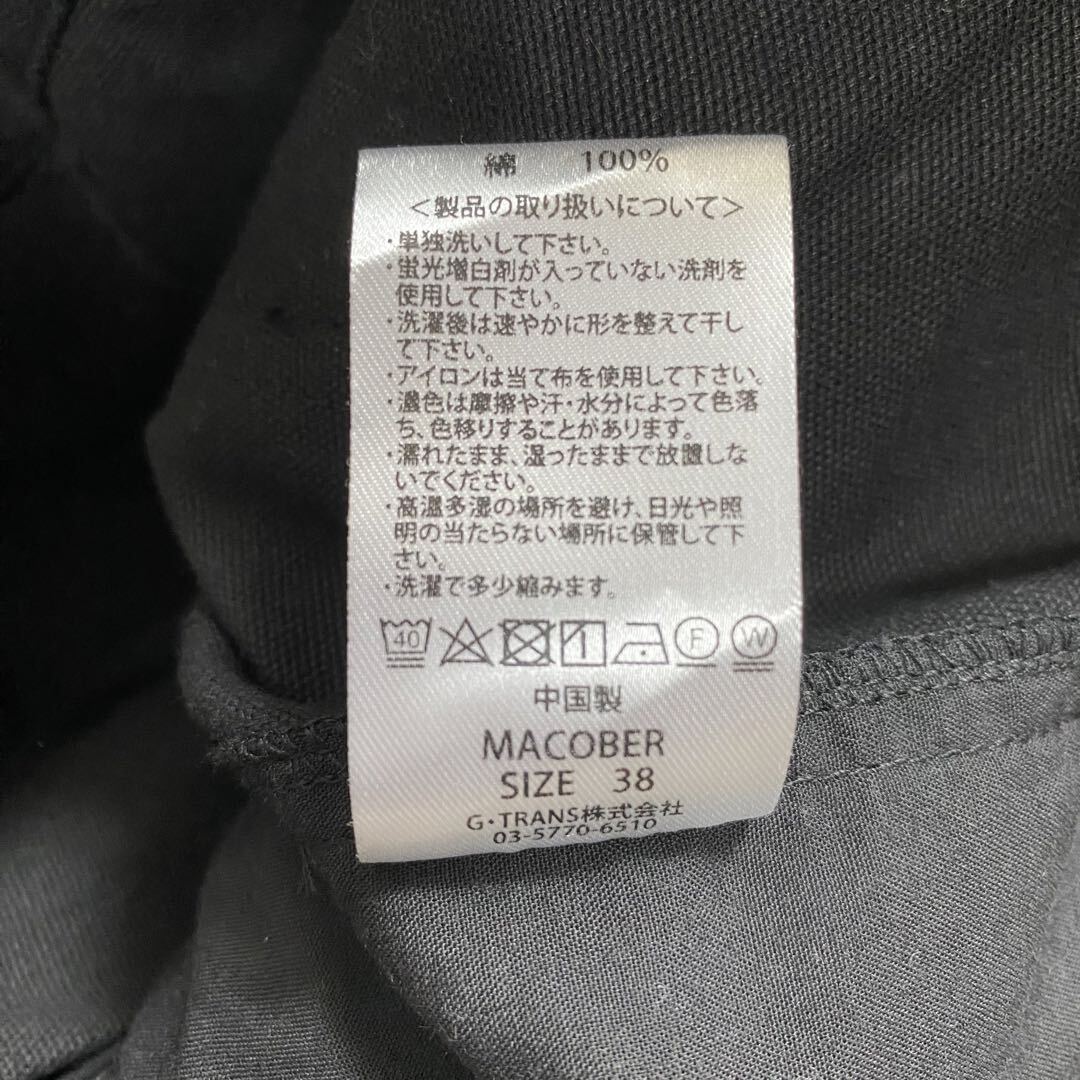 綿 100%
<製品の取り扱いについて>
・単独洗いして下さい。
・蛍光増白剤が入っていない洗剤を
使用して下さい。
・洗濯後は速やかに形を整えて干し
て下さい。
・アイロンは当て布を使用して下さい。
・濃色は摩擦や汗・水分によって色落
ち、色移りすることがあります。
・濡れたまま、湿ったままで放置しな
いでください。
・高温多湿の場所を避け、日光や照
明の当たらない場所に保管して下
さい。
・洗濯で多少縮みます。
40 F W
中国製
MACOBER
SIZE 38
G・TRANS株式会社
03-5770-6510